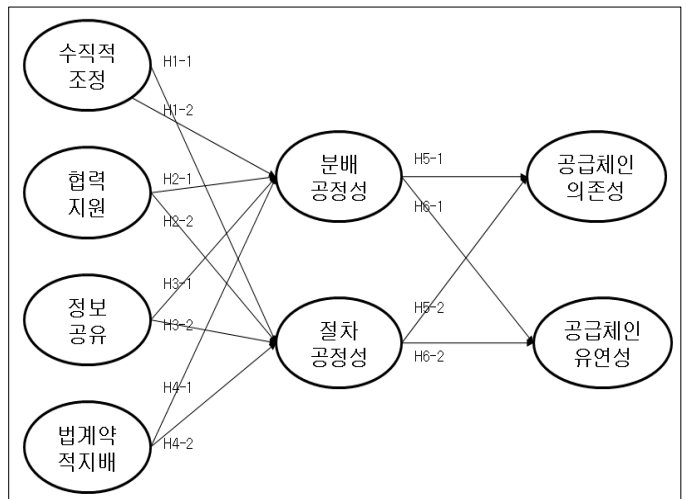 수직적
조정
협력
지원
정보
공유
법계약
적지배
H1-1
H1-2
H2-1
H2-2
H3-1
H3-2
H4-1
H4-2
분배
공정성
절차
공정성
H5-1
H6-1
H5-2
H6-2
공급체인
의존성
공급체인
유연성